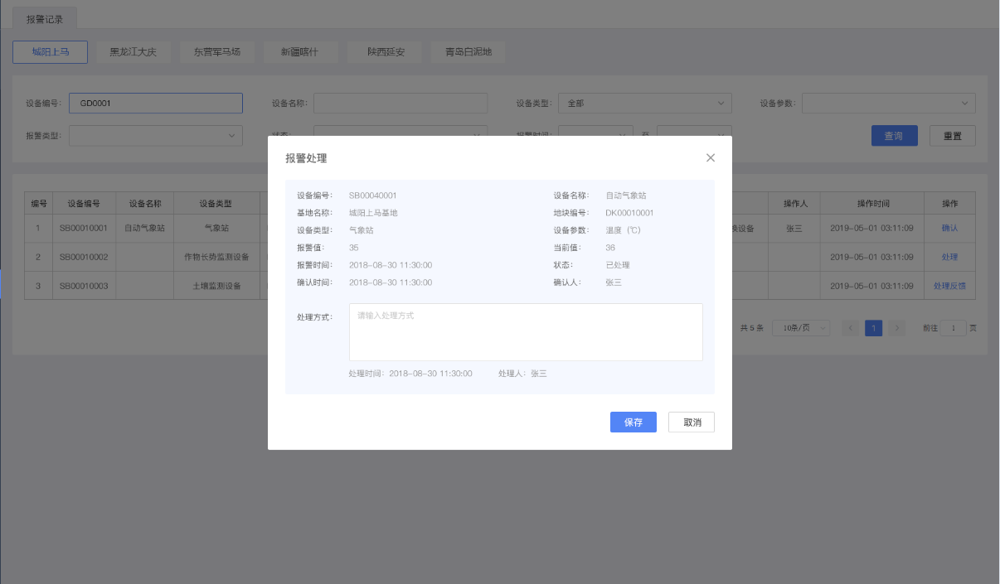 报警记录
城阳上马 黑龙江大庆 东营军马场 新疆喀什 陕西延安 青岛白泥地
设备编号: GD0001 设备名称: 设备类型: 全部 设备参数:
报警类型: 状态: 报警时间: 至 查询 重置
报警处理
编号 设备编号 设备名称 设备类型 操作人 操作时间 操作
1 SB00010001 自动气象站 气象站 换设备 张三 2019-05-01 03:11:09 确认
2 SB00010002 作物长势监测设备 2019-05-01 03:11:09 处理
3 SB00010003 土壤监测设备 2019-05-01 03:11:09 处理反馈
设备编号: SB00040001 设备名称: 自动气象站
基地名称: 城阳上马基地 地块编号: DK00010001
设备类型: 气象站 设备参数: 温度（℃）
报警值: 35 当前值: 36
报警时间: 2018-08-30 11:30:00 状态: 已处理
确认时间: 2018-08-30 11:30:00 确认人: 张三
处理方式: 请输入处理方式
处理时间: 2018-08-30 11:30:00 处理人: 张三
共 5 条 10条/页 1 前往 1 页
保存 取消